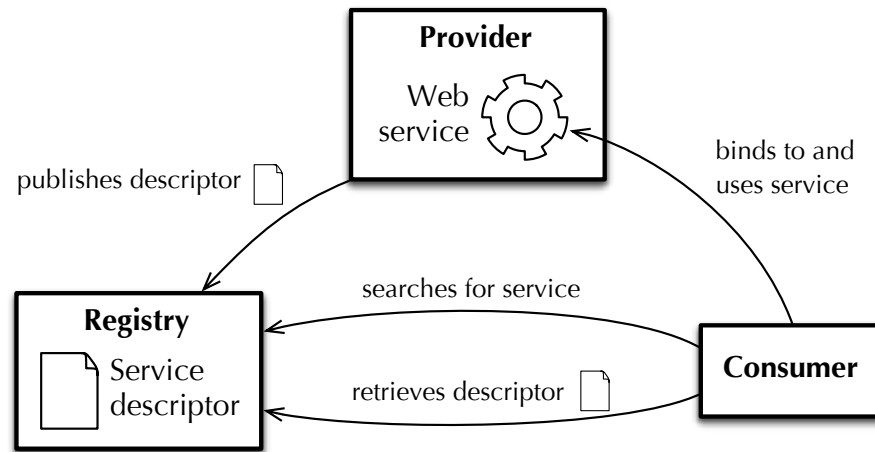 Provider
Web
service
publishes descriptor
binds to and
uses service
searches for service
Registry
Service
descriptor
retrieves descriptor
Consumer